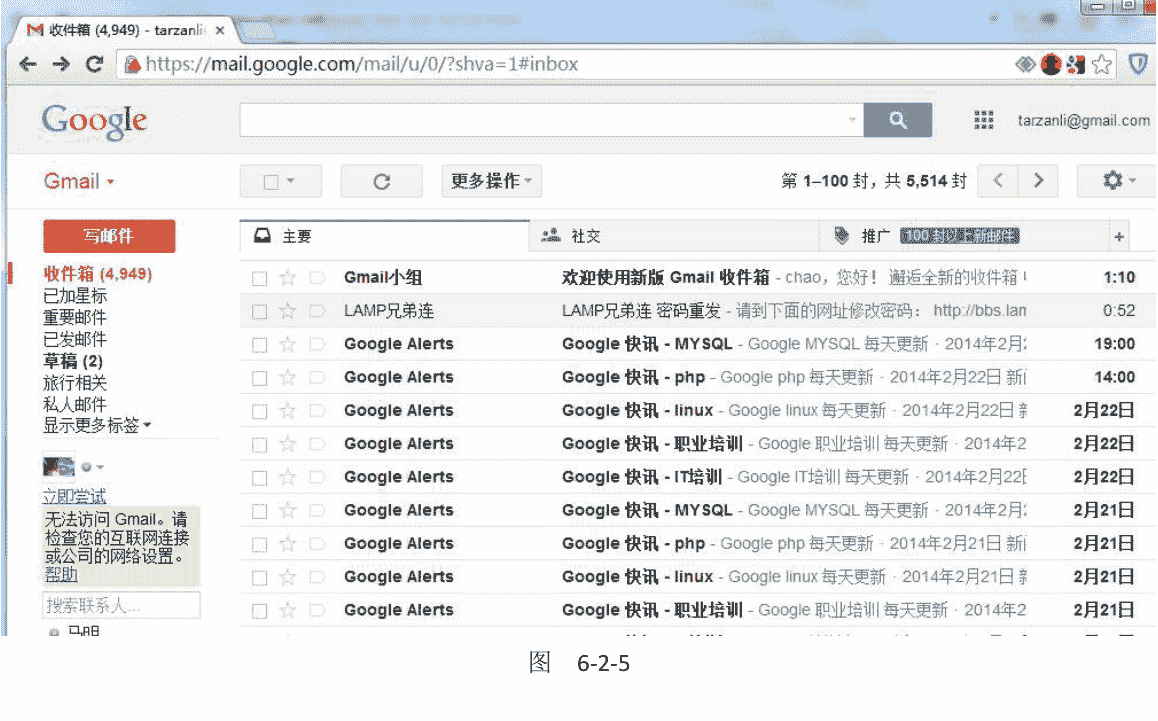 收件箱 (4,949) - tarzanli
https://mail.google.com/mail/u/0/?shva=1#inbox
Google
tarzanli@gmail.com
Gmail
更多操作
第 1–100 封，共 5,514 封
写邮件
主要
社交
推广 100 封以上新邮件
收件箱 (4,949)
已加星标
重要邮件
已发邮件
草稿 (2)
旅行相关
私人邮件
显示更多标签
立即尝试
无法访问 Gmail。请
检查您的互联网连接
或公司的网络设置。
帮助
搜索联系人...
马明
Gmail小组 欢迎使用新版 Gmail 收件箱 - chao，您好！ 邂逅全新的收件箱 1:10
LAMP兄弟连 LAMP兄弟连 密码重发 - 请到下面的网址修改密码： http://bbs.lam 0:52
Google Alerts Google 快讯 - MYSQL - Google MYSQL 每天更新 · 2014年2月 19:00
Google Alerts Google 快讯 - php - Google php 每天更新 · 2014年2月22日 新 14:00
Google Alerts Google 快讯 - linux - Google linux 每天更新 · 2014年2月22日 2月22日
Google Alerts Google 快讯 - 职业培训 - Google 职业培训 每天更新 · 2014年2 2月22日
Google Alerts Google 快讯 - IT培训 - Google IT培训 每天更新 · 2014年2月22 2月22日
Google Alerts Google 快讯 - MYSQL - Google MYSQL 每天更新 · 2014年2月 2月21日
Google Alerts Google 快讯 - php - Google php 每天更新 · 2014年2月21日 新 2月21日
Google Alerts Google 快讯 - linux - Google linux 每天更新 · 2014年2月21日 2月21日
Google Alerts Google 快讯 - 职业培训 - Google 职业培训 每天更新 · 2014年2 2月21日
图 6-2-5